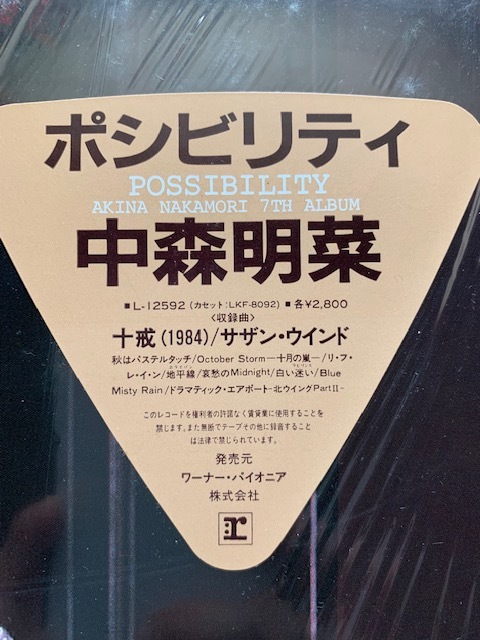 ポシビリティ
POSSIBILITY
AKINA NAKAMORI 7TH ALBUM
中森明菜
■L-12592 (カセット:LKF-8092) ■各¥2,800
〈収録曲〉
十戒(1984)/サザン・ウインド
秋はパステルタッチ/October Storm―十月の嵐―/リ・フ・
レ・イ・ン/地平線/哀愁のMidnight/白い迷い/Blue
Misty Rain/ドラマティック・エアポート-北ウイングPartⅡ-
このレコードを権利者の許諾なく賃貸業に使用することを
禁じます。また無断でテープその他に録音すること
は法律で禁じられています。
発売元
ワーナー・パイオニア
株式会社
r